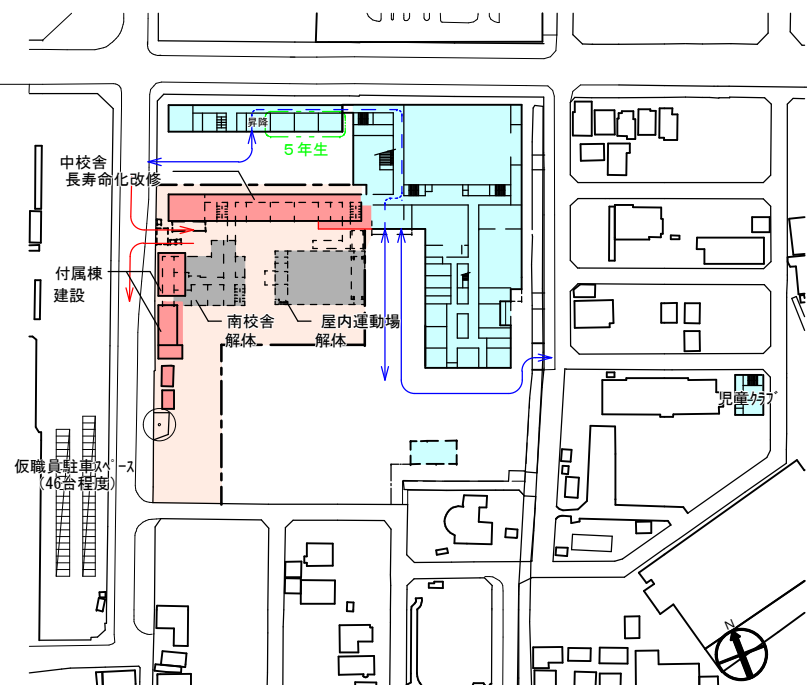 昇降
5年生
中校舎
長寿命化改修
付属棟
建設
南校舎
解体
屋内運動場
解体
児童ｸﾗﾌﾞ
仮職員駐車ｽﾍﾟｰｽ
(46台程度)
N